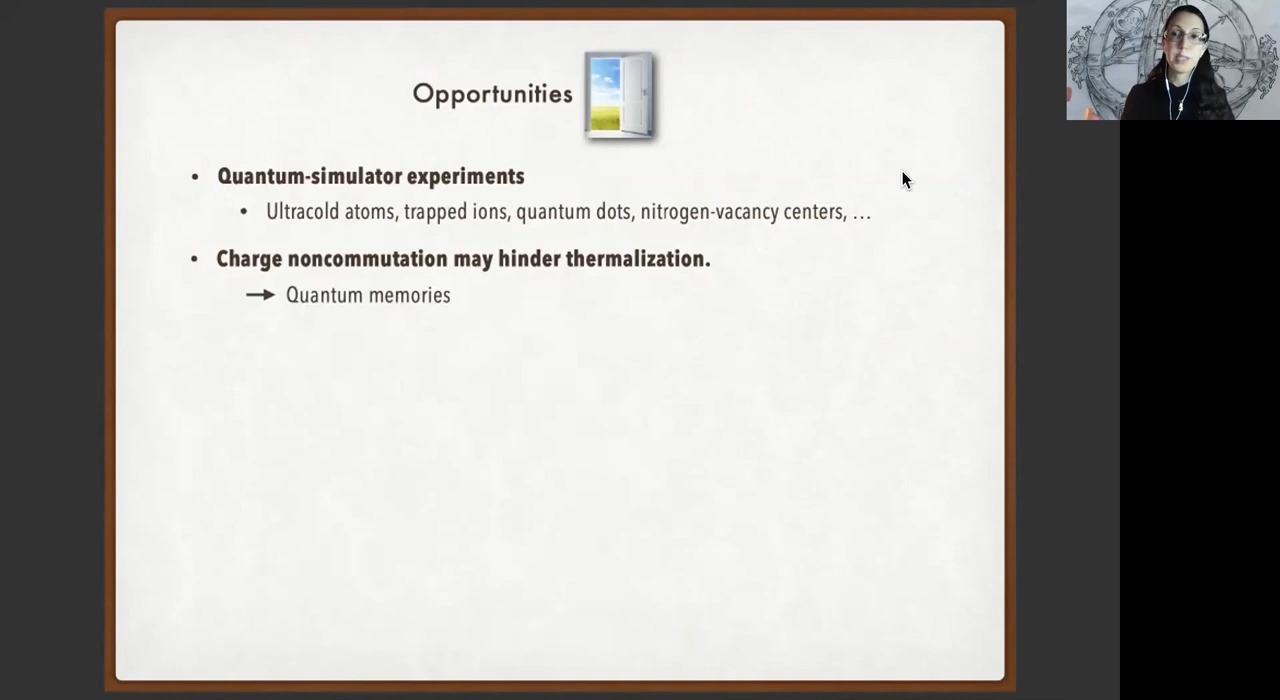 Opportunities
• Quantum-simulator experiments
• Ultracold atoms, trapped ions, quantum dots, nitrogen-vacancy centers, …
• Charge noncommutation may hinder thermalization.
→ Quantum memories